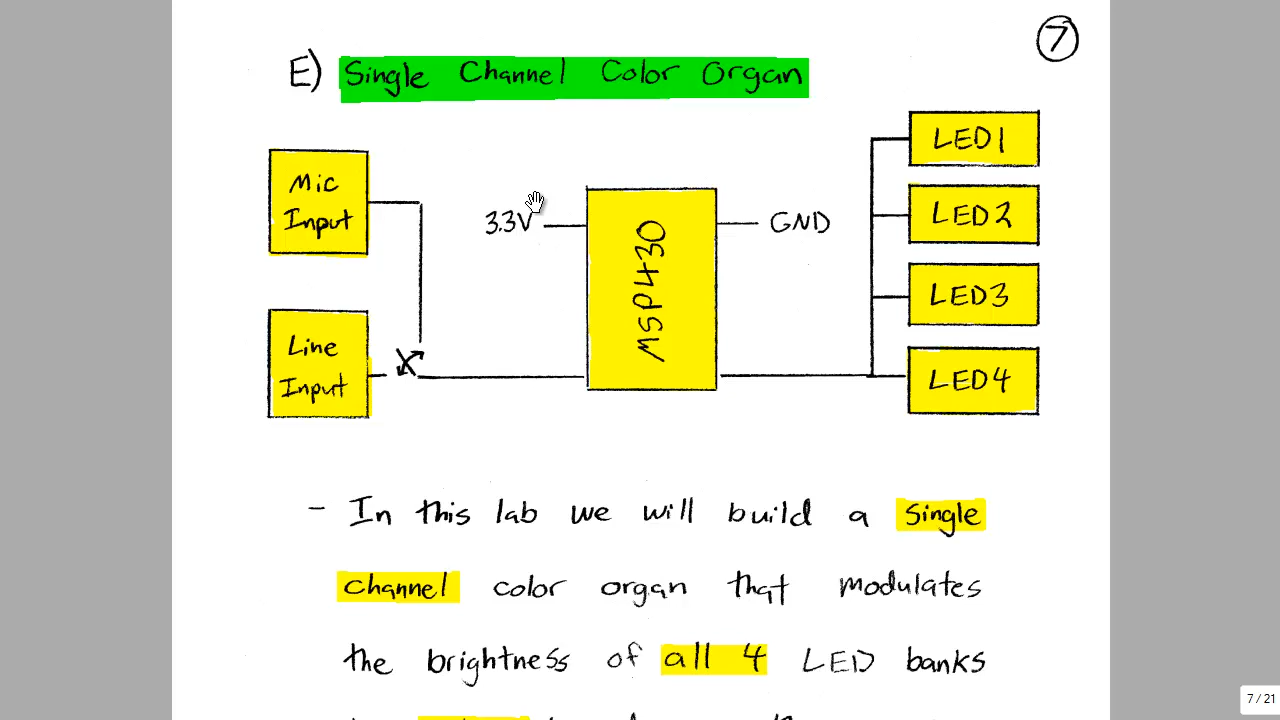 7
E) Single Channel Color Organ
Mic
Input
3.3V
MSP430
GND
LED1
LED2
LED3
LED4
Line
Input
- In this lab we will build a single
channel color organ that modulates
the brightness of all 4 LED banks
7 / 21